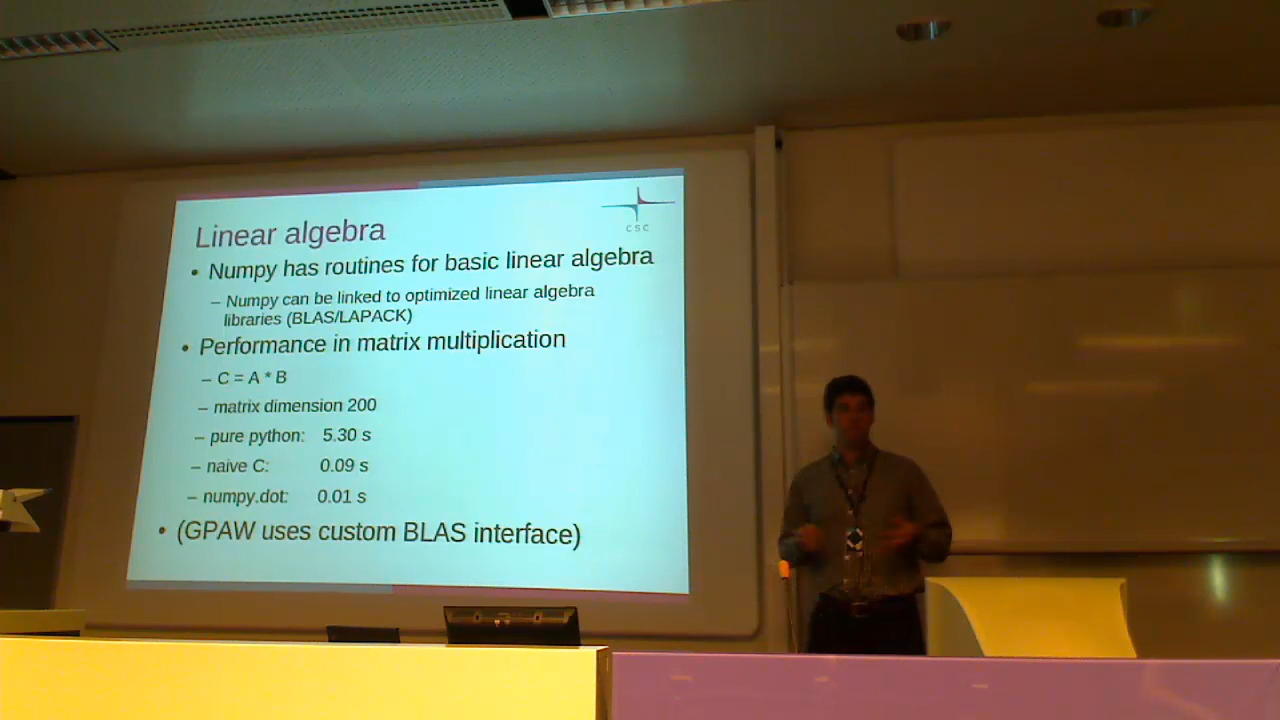 CSC
Linear algebra
• Numpy has routines for basic linear algebra
– Numpy can be linked to optimized linear algebra
libraries (BLAS/LAPACK)
• Performance in matrix multiplication
– C = A * B
– matrix dimension 200
– pure python: 5.30 s
– naive C: 0.09 s
– numpy.dot: 0.01 s
• (GPAW uses custom BLAS interface)